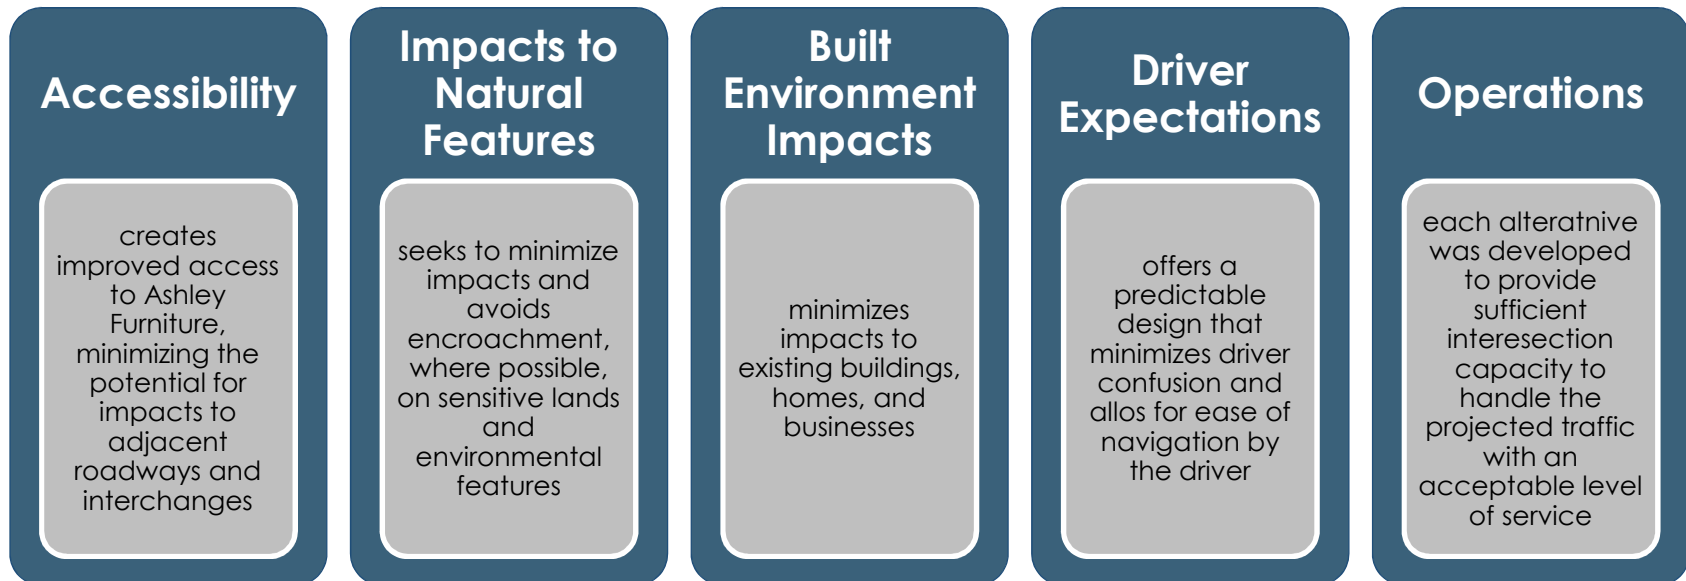 Accessibility
creates
improved access
to Ashley
Furniture,
minimizing the
potential for
impacts to
adjacent
roadways and
interchanges
Impacts to
Natural
Features
seeks to minimize
impacts and
avoids
encroachment,
where possible,
on sensitive lands
and
environmental
features
Built
Environment
Impacts
minimizes
impacts to
existing buildings,
homes, and
businesses
Driver
Expectations
offers a
predictable
design that
minimizes driver
confusion and
allos for ease of
navigation by
the driver
Operations
each alteratnive
was developed
to provide
sufficient
interesection
capacity to
handle the
projected traffic
with an
acceptable level
of service